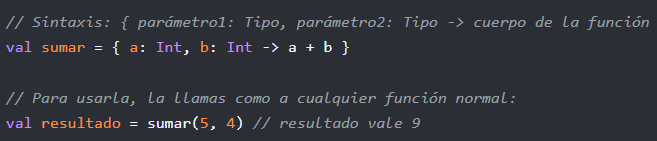 // Sintaxis: { parámetro1: Tipo, parámetro2: Tipo -> cuerpo de la función
val sumar = { a: Int, b: Int -> a + b }
// Para usarla, la llamas como a cualquier función normal:
val resultado = sumar(5, 4) // resultado vale 9